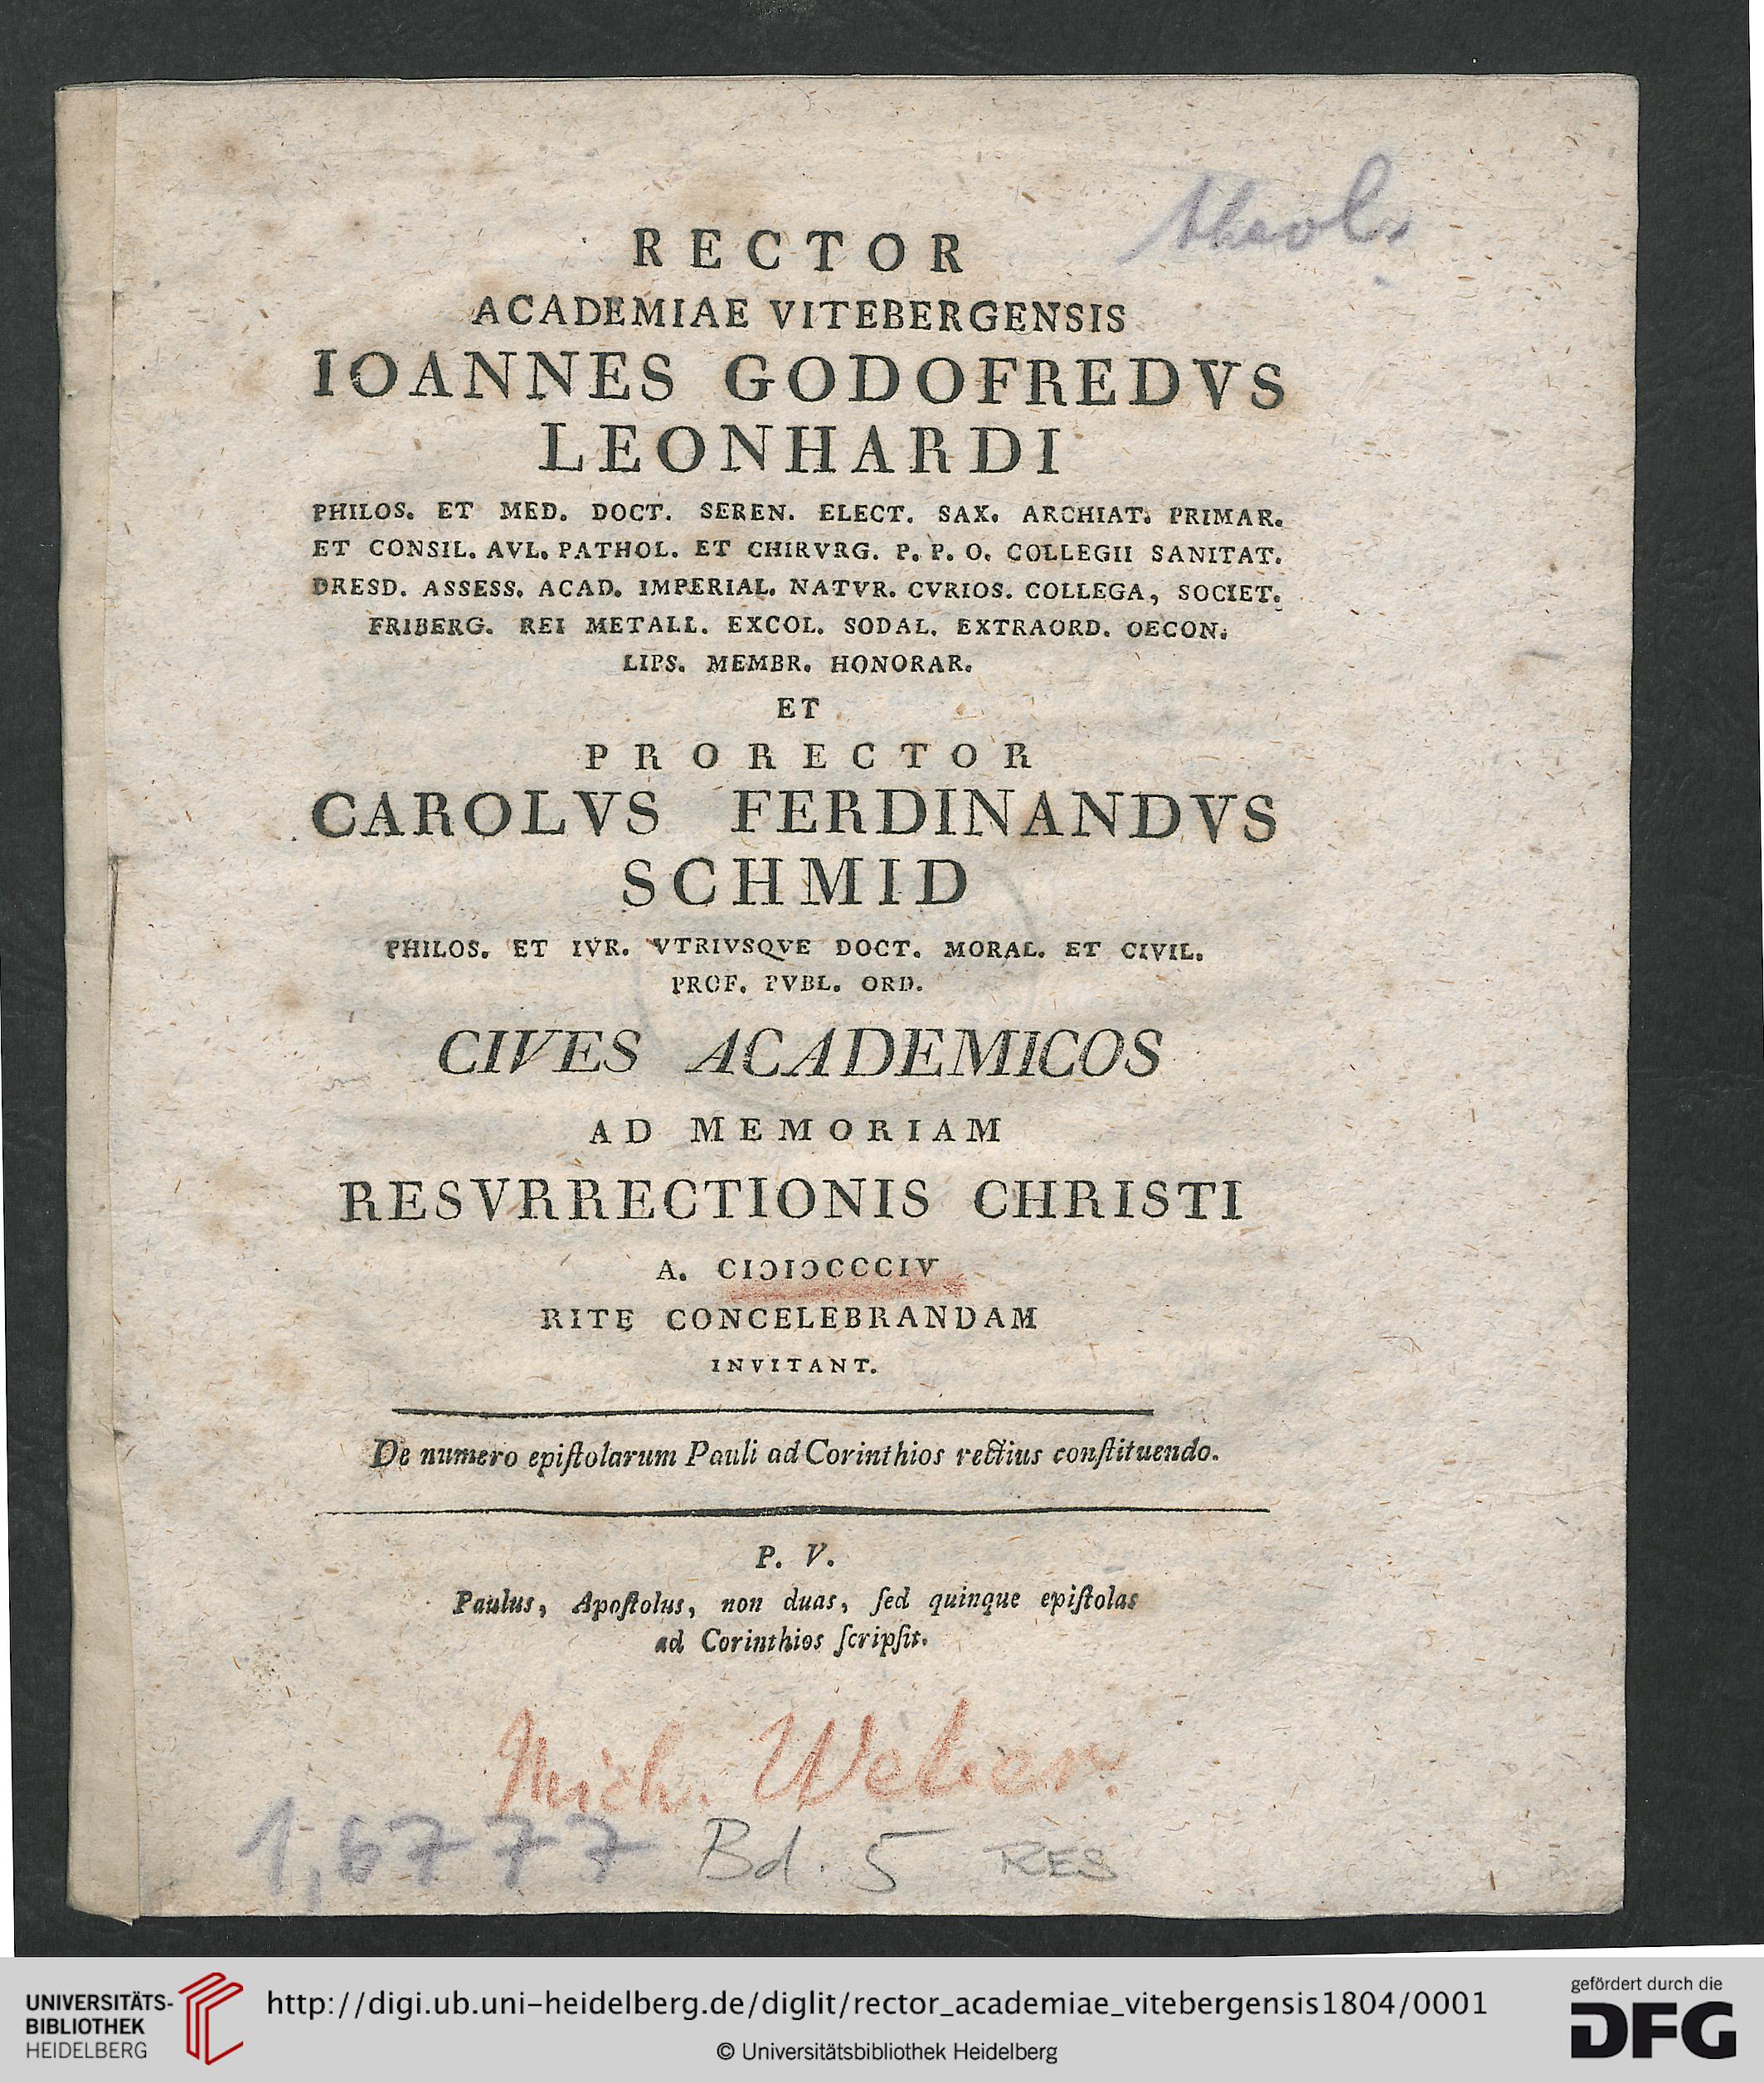 theol.
RECTOR
ACADEMIAE VITEBERGENSIS
IOANNES GODOFREDVS
LEONHARDI
PHILOS. ET MED. DOCT. SEREN. ELECT. SAX. ARCHIAT. PRIMAR.
ET CONSIL. AVL. PATHOL. ET CHIRVRG. P. P. O. COLLEGII SANITAT.
DRESD. ASSESS. ACAD. IMPERIAL. NATVR. CVRIOS. COLLEGA, SOCIET.
FRIBERG. REI METALL. EXCOL. SODAL. EXTRAORD. OECON.
LIPS. MEMBR. HONORAR.
ET
PRORECTOR
CAROLVS FERDINANDVS
SCHMID
PHILOS. ET IVR. VTRIVSQVE DOCT. MORAL. ET CIVIL.
PROF. PVBL. ORD.
CIVES ACADEMICOS
AD MEMORIAM
RESVRRECTIONIS CHRISTI
A. CIƆIƆCCCIV
RITE CONCELEBRANDAM
INVITANT.
De numero epiſtolarum Pauli ad Corinthios rectius conſtituendo.
P. V.
Paulus, Apoſtolus, non duas, ſed quinque epiſtolas
ad Corinthios ſcripſit.
Mich. Weber.
1,6777 Bd. 5 RES
UNIVERSITÄTS-
BIBLIOTHEK
HEIDELBERG
http://digi.ub.uni-heidelberg.de/diglit/rector_academiae_vitebergensis1804/0001
© Universitätsbibliothek Heidelberg
gefördert durch die
DFG